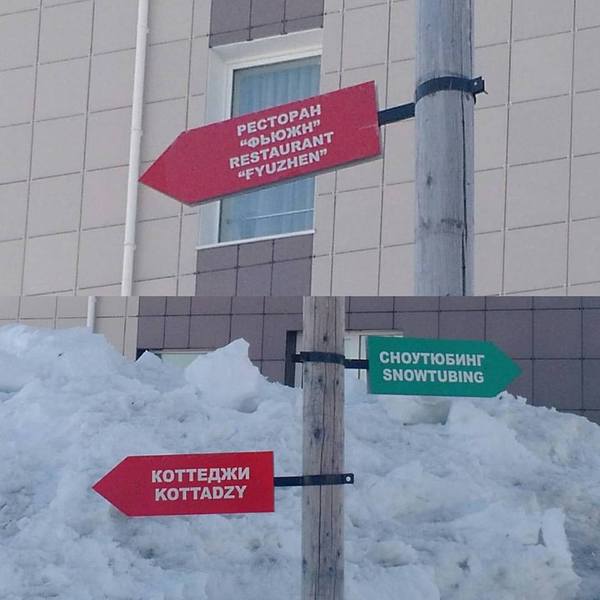 РЕСТОРАН
"ФЬЮЖН"
RESTAURANT
"FYUZHEN"
СНОУТЮБИНГ
SNOWTUBING
КОТТЕДЖИ
KOTTADZY